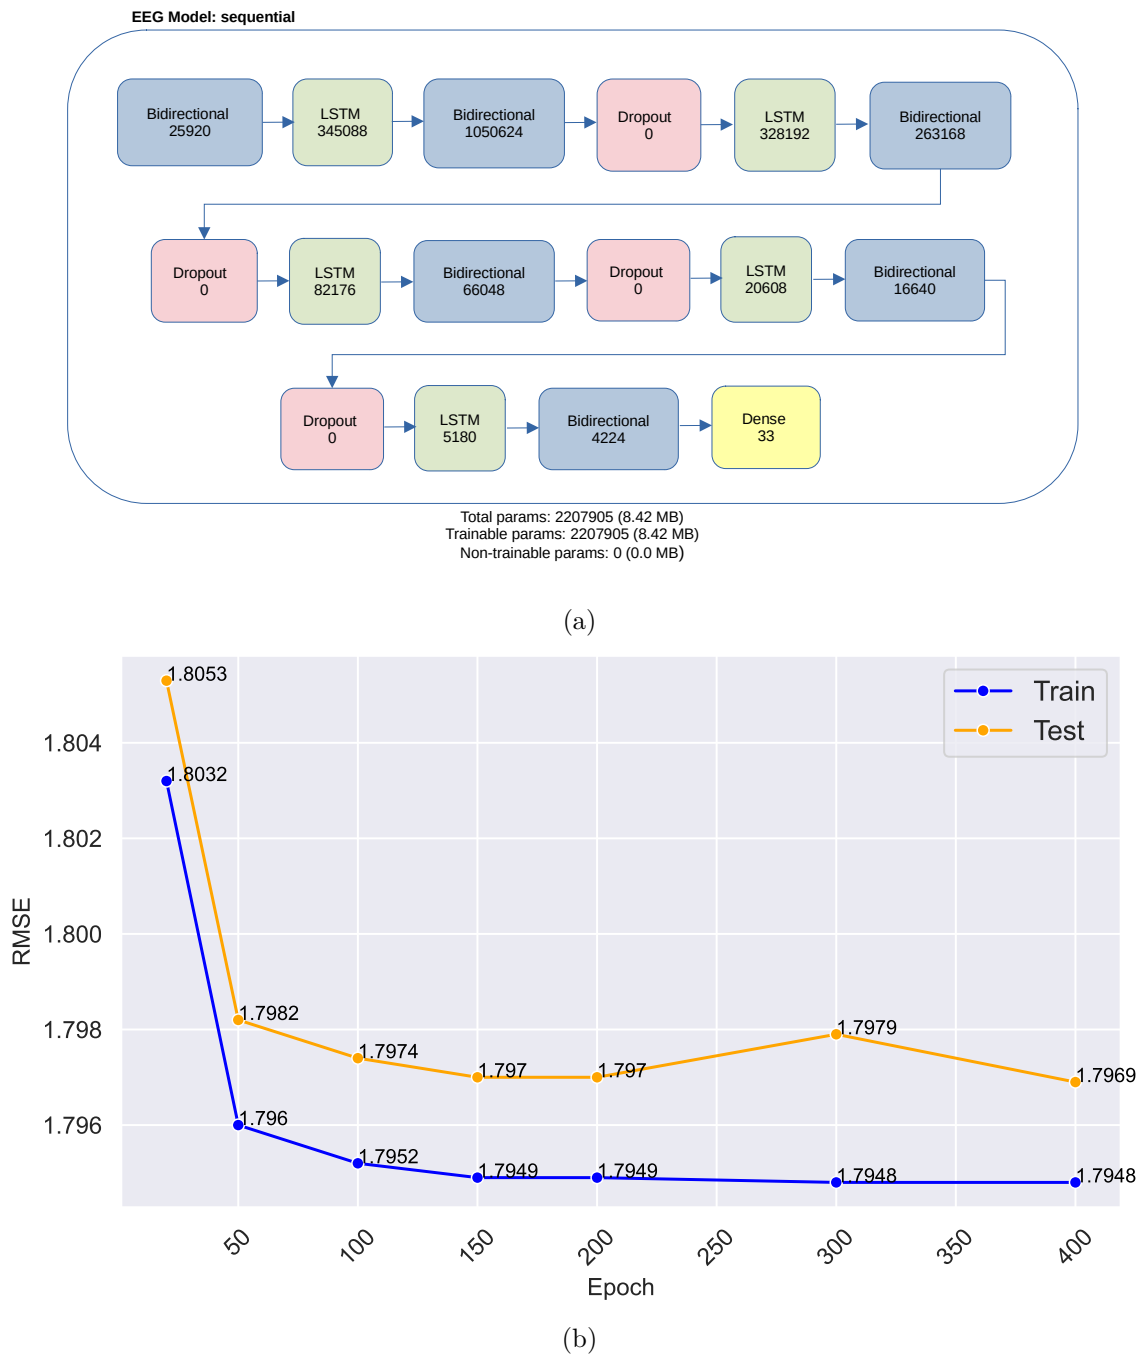 EEG Model: sequential
Bidirectional
25920
LSTM
345088
Bidirectional
1050624
Dropout
0
LSTM
328192
Bidirectional
263168
Dropout
0
LSTM
82176
Bidirectional
66048
Dropout
0
LSTM
20608
Bidirectional
16640
Dropout
0
LSTM
5180
Bidirectional
4224
Dense
33
Total params: 2207905 (8.42 MB)
Trainable params: 2207905 (8.42 MB)
Non-trainable params: 0 (0.0 MB)
(a)
Train
Test
1.8053
1.8032
1.7982
1.7974
1.797
1.797
1.7979
1.7969
1.796
1.7952
1.7949
1.7949
1.7948
1.7948
1.804
1.802
1.800
1.798
1.796
RMSE
50
100
150
200
250
300
350
400
Epoch
(b)